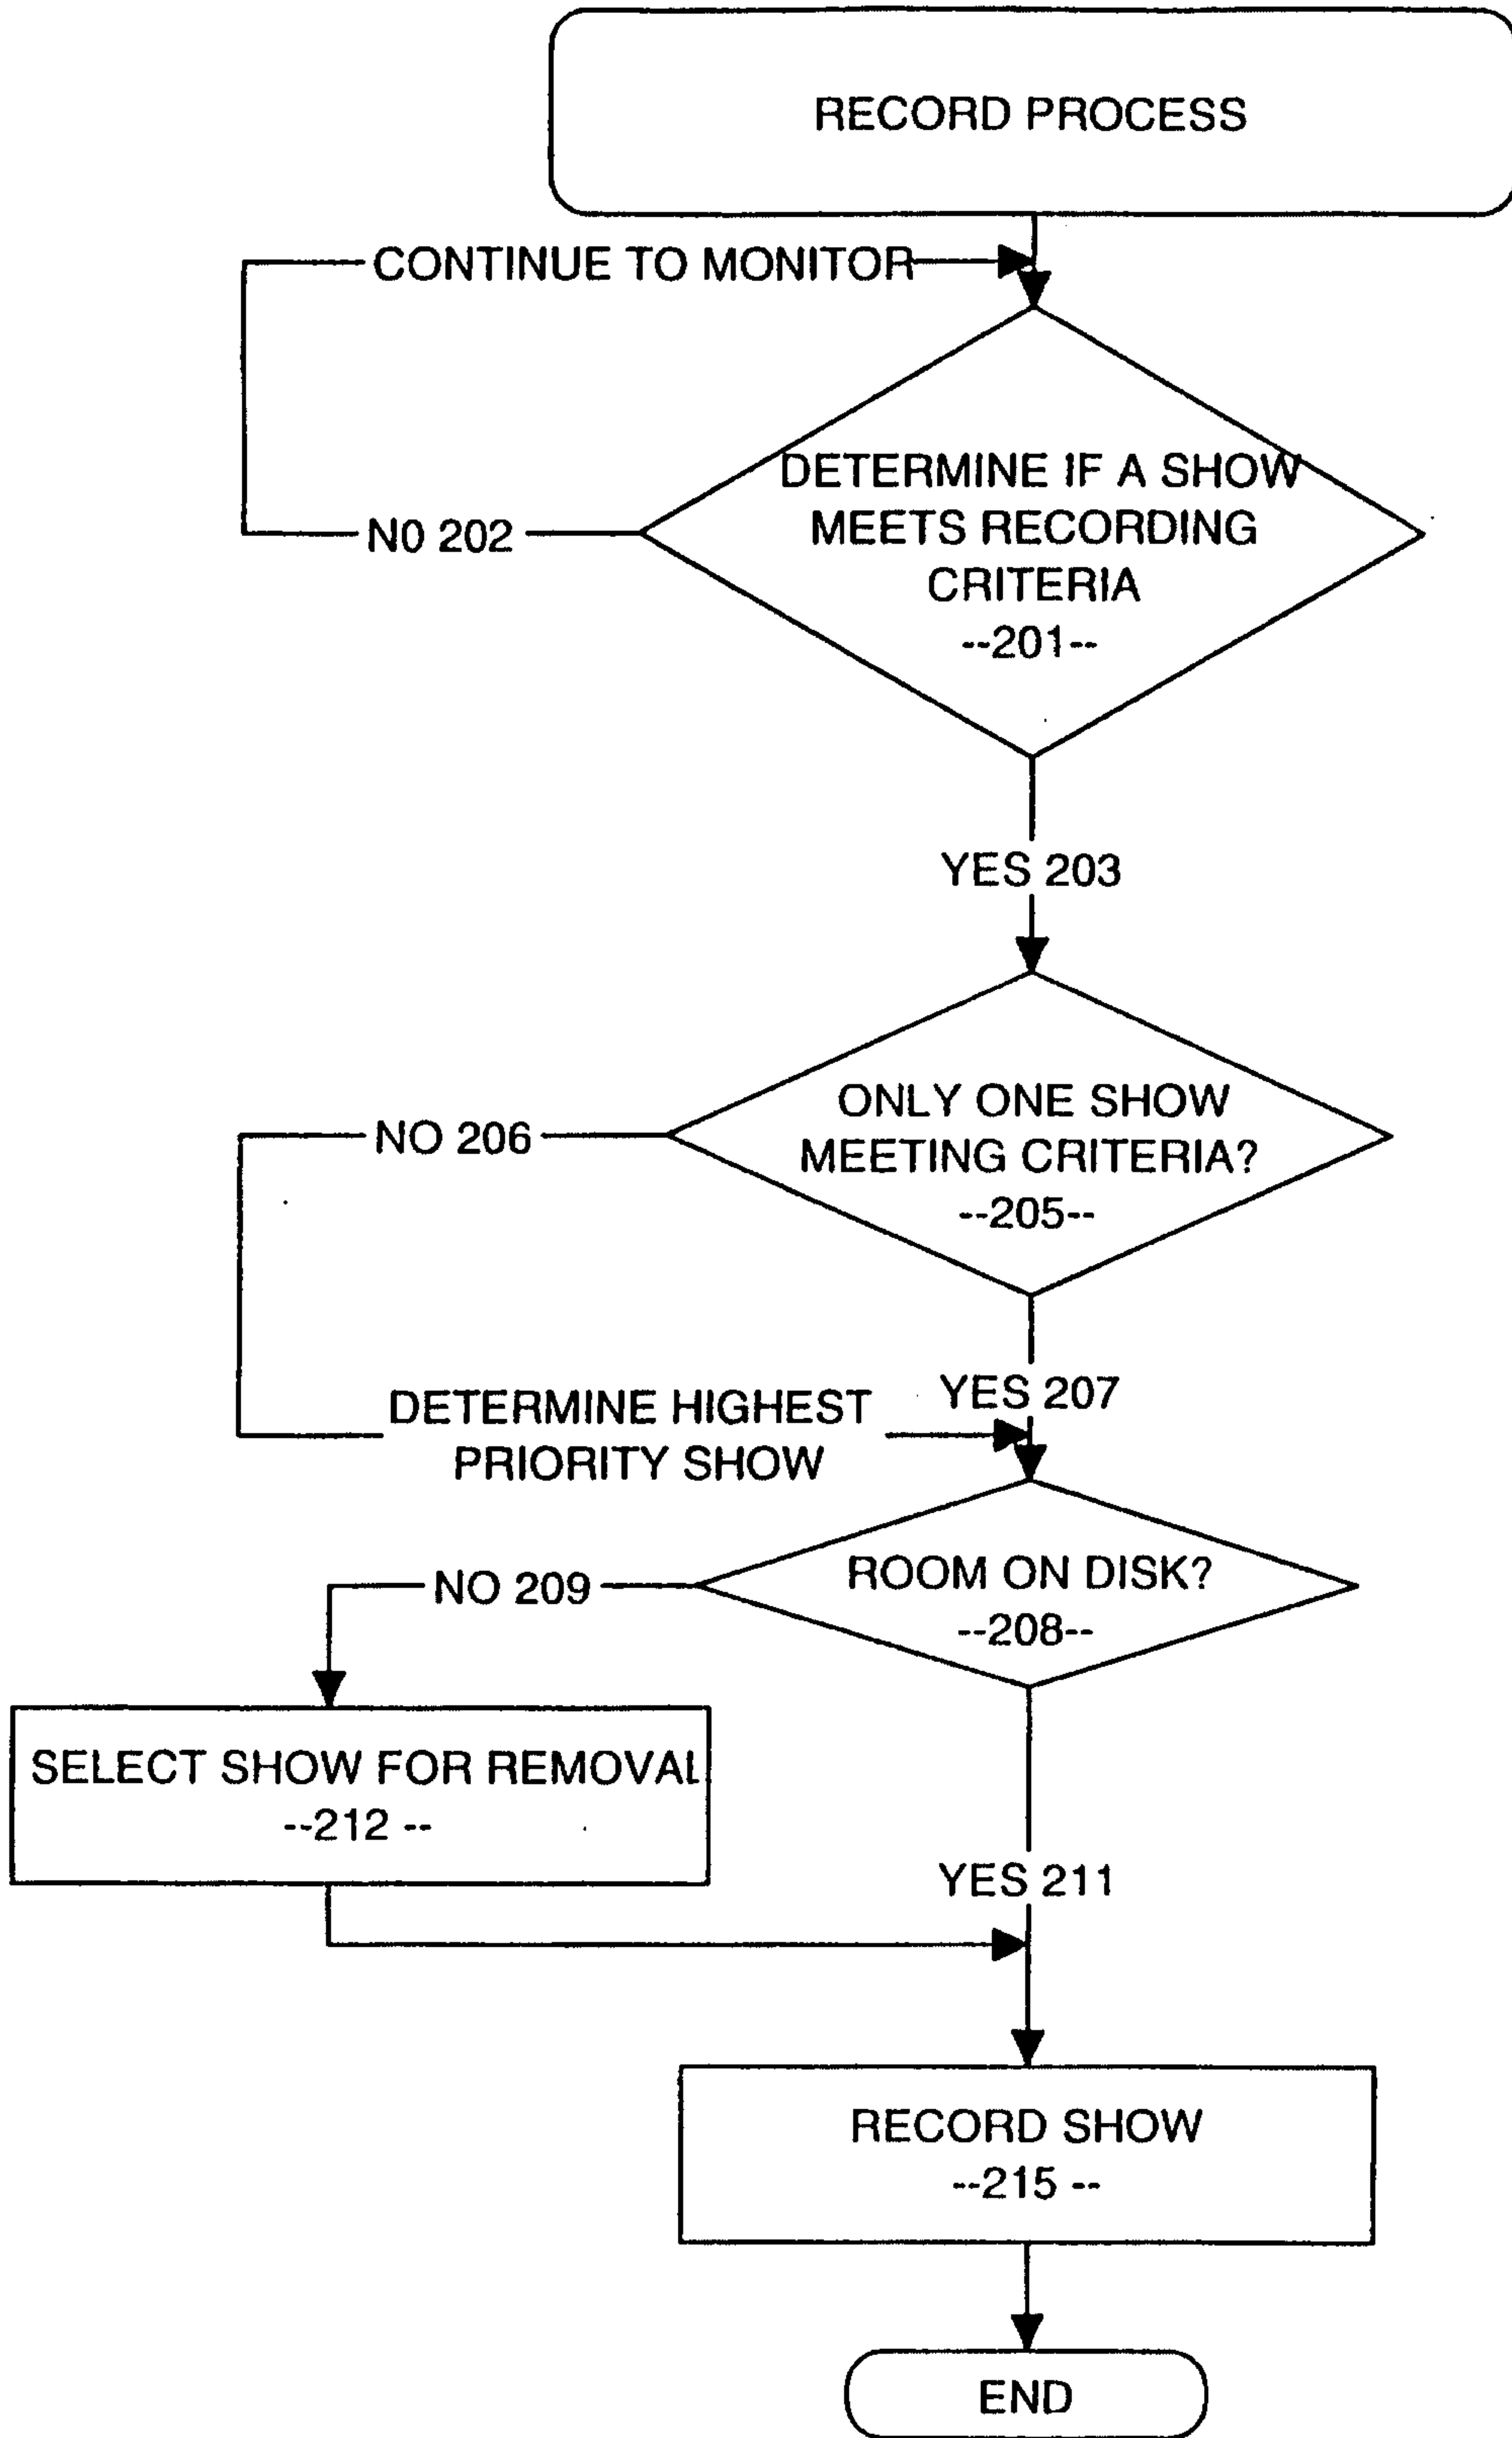 RECORD PROCESS
CONTINUE TO MONITOR
DETERMINE IF A SHOW
MEETS RECORDING
CRITERIA
--201--
N0 202
YES 203
ONLY ONE SHOW
MEETING CRITERIA?
--205--
NO 206
YES 207
DETERMINE HIGHEST
PRIORITY SHOW
ROOM ON DISK?
--208--
NO 209
SELECT SHOW FOR REMOVAL
--212 --
YES 211
RECORD SHOW
--215 --
END